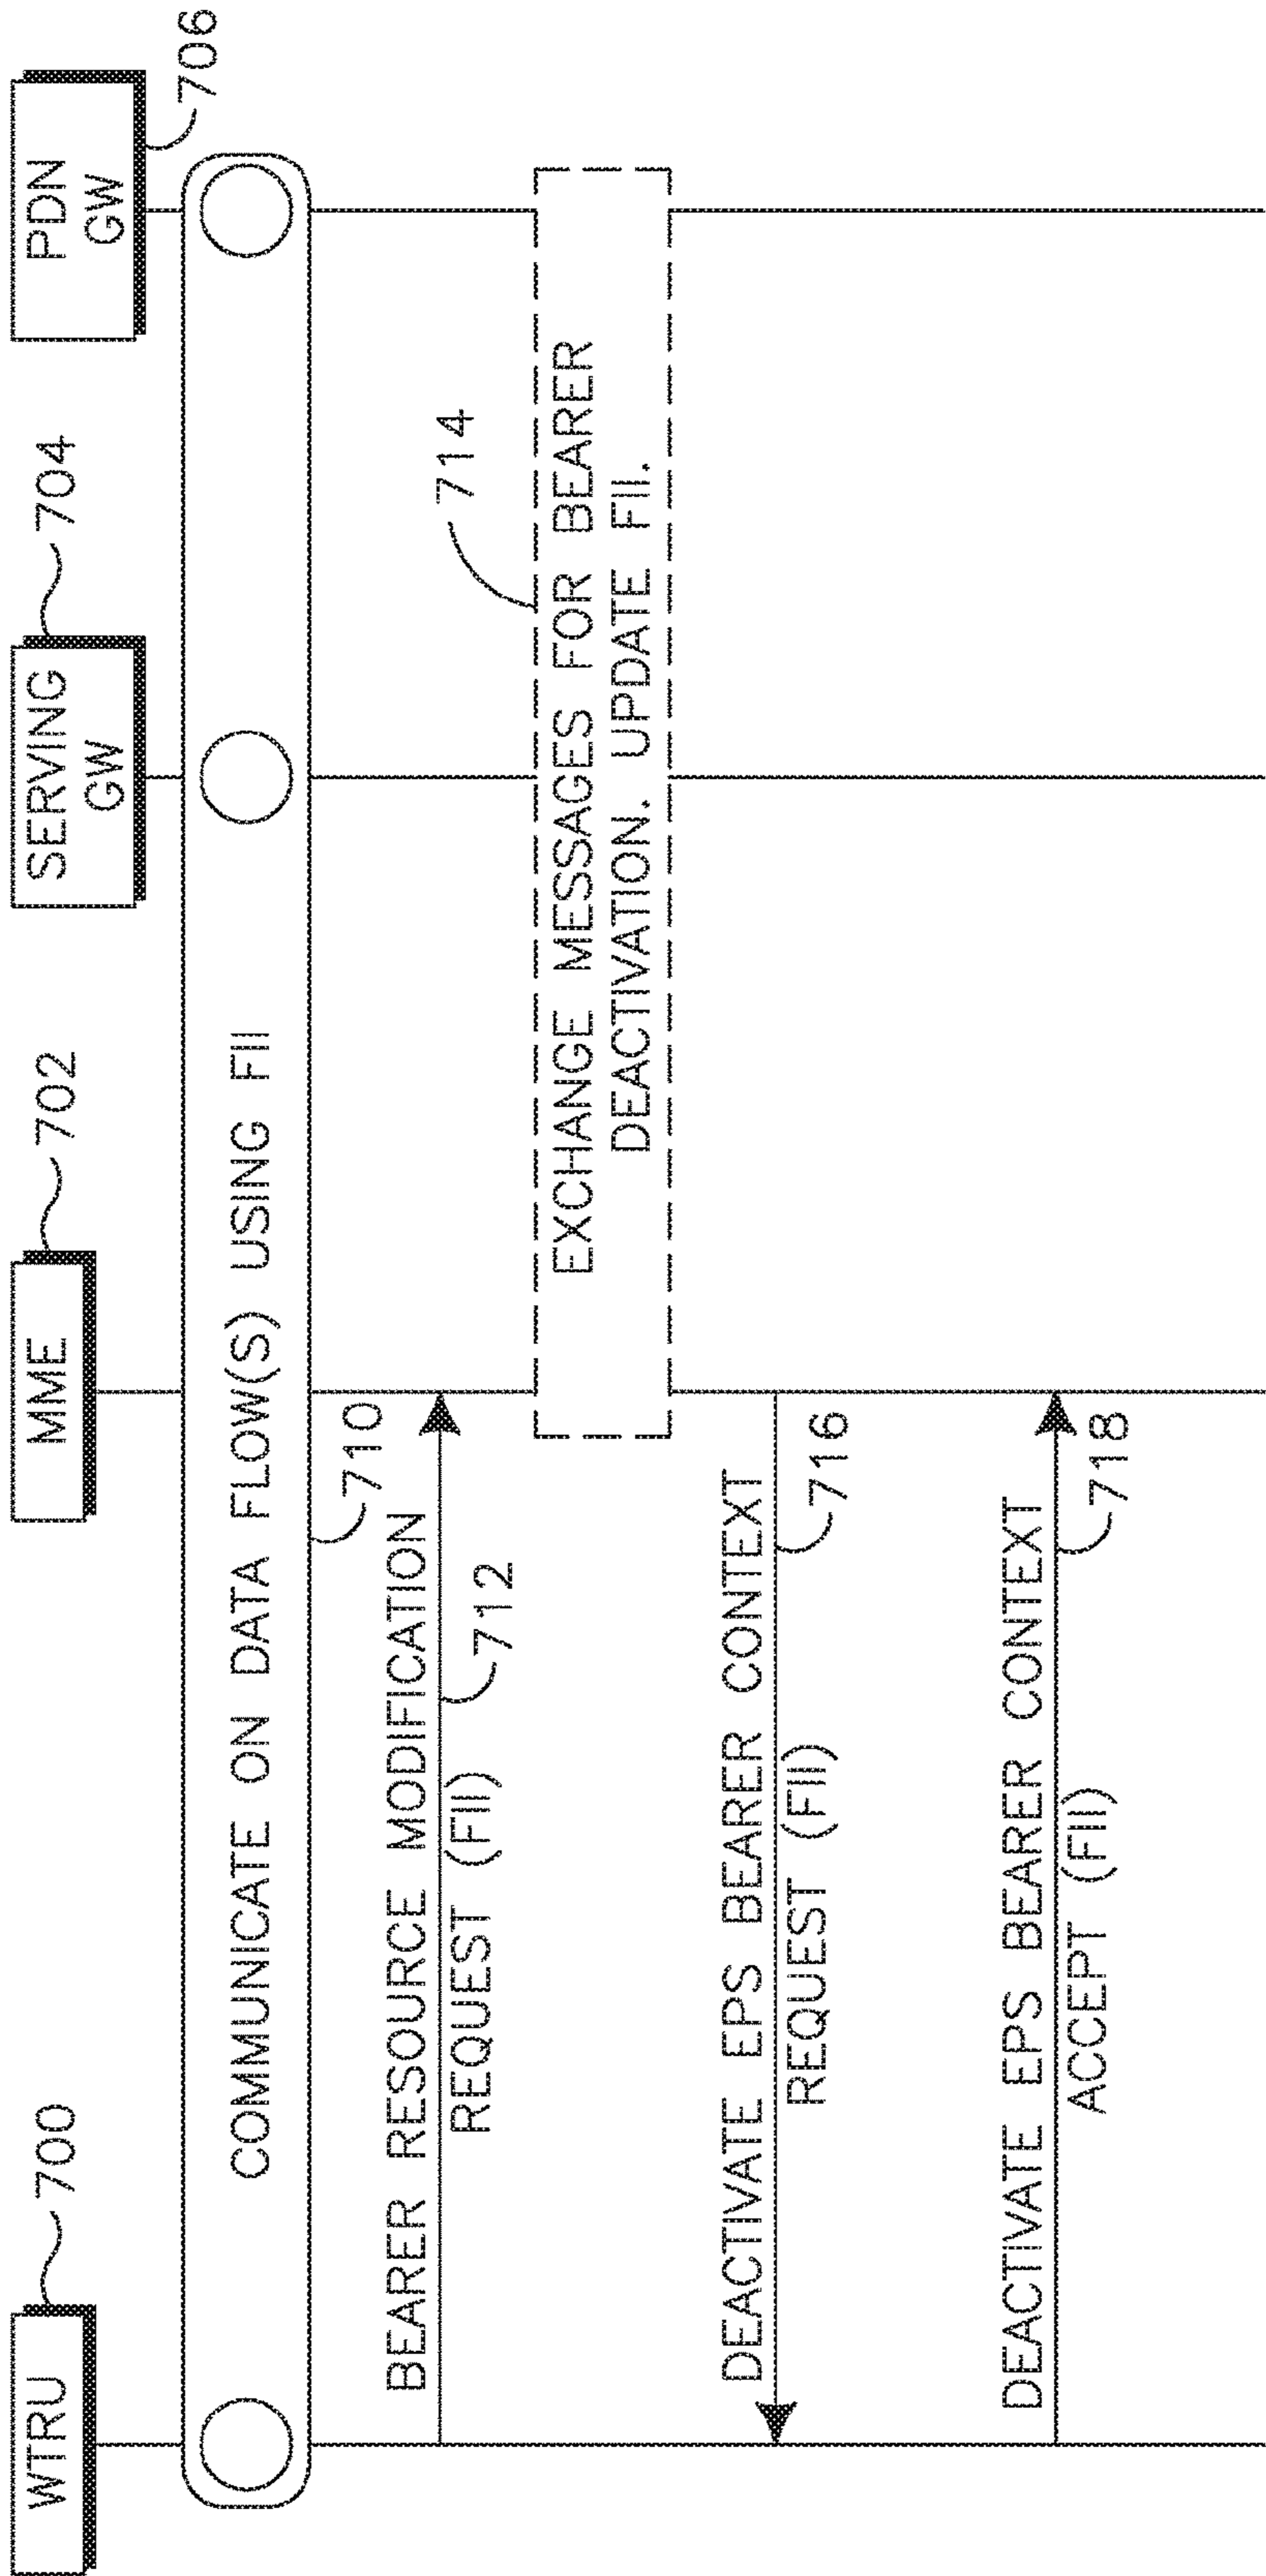 WTRU
700
MME
702
SERVING
GW
704
PDN
GW
706
COMMUNICATE ON DATA FLOW(S) USING FII
710
BEARER RESOURCE MODIFICATION
REQUEST (FII)
712
714
EXCHANGE MESSAGES FOR BEARER
DEACTIVATION. UPDATE FII.
DEACTIVATE EPS BEARER CONTEXT
REQUEST (FII)
716
DEACTIVATE EPS BEARER CONTEXT
ACCEPT (FII)
718